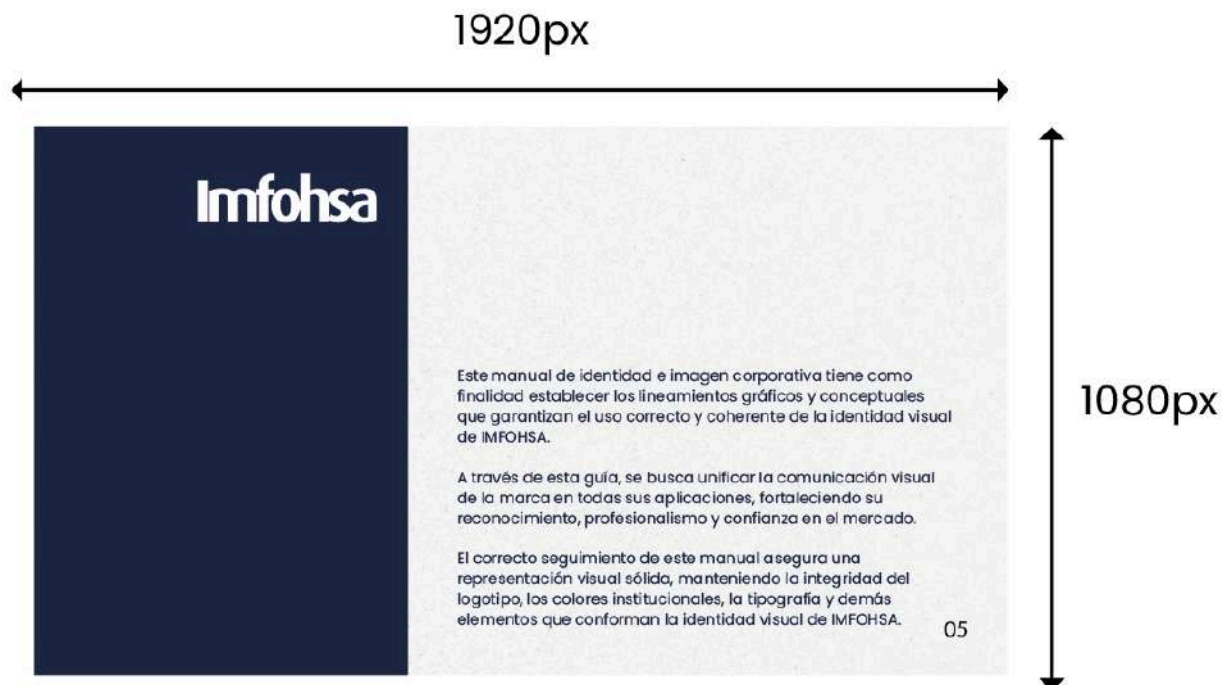 1920px
Imfohsa
Este manual de identidad e imagen corporativa tiene como
finalidad establecer los lineamientos gráficos y conceptuales
que garantizan el uso correcto y coherente de la identidad visual
de IMFOHSA.
A través de esta guía, se busca unificar la comunicación visual
de la marca en todas sus aplicaciones, fortaleciendo su
reconocimiento, profesionalismo y confianza en el mercado.
El correcto seguimiento de este manual asegura una
representación visual sólida, manteniendo la integridad del
logotipo, los colores institucionales, la tipografía y demás
elementos que conforman la identidad visual de IMFOHSA.
05
1080px